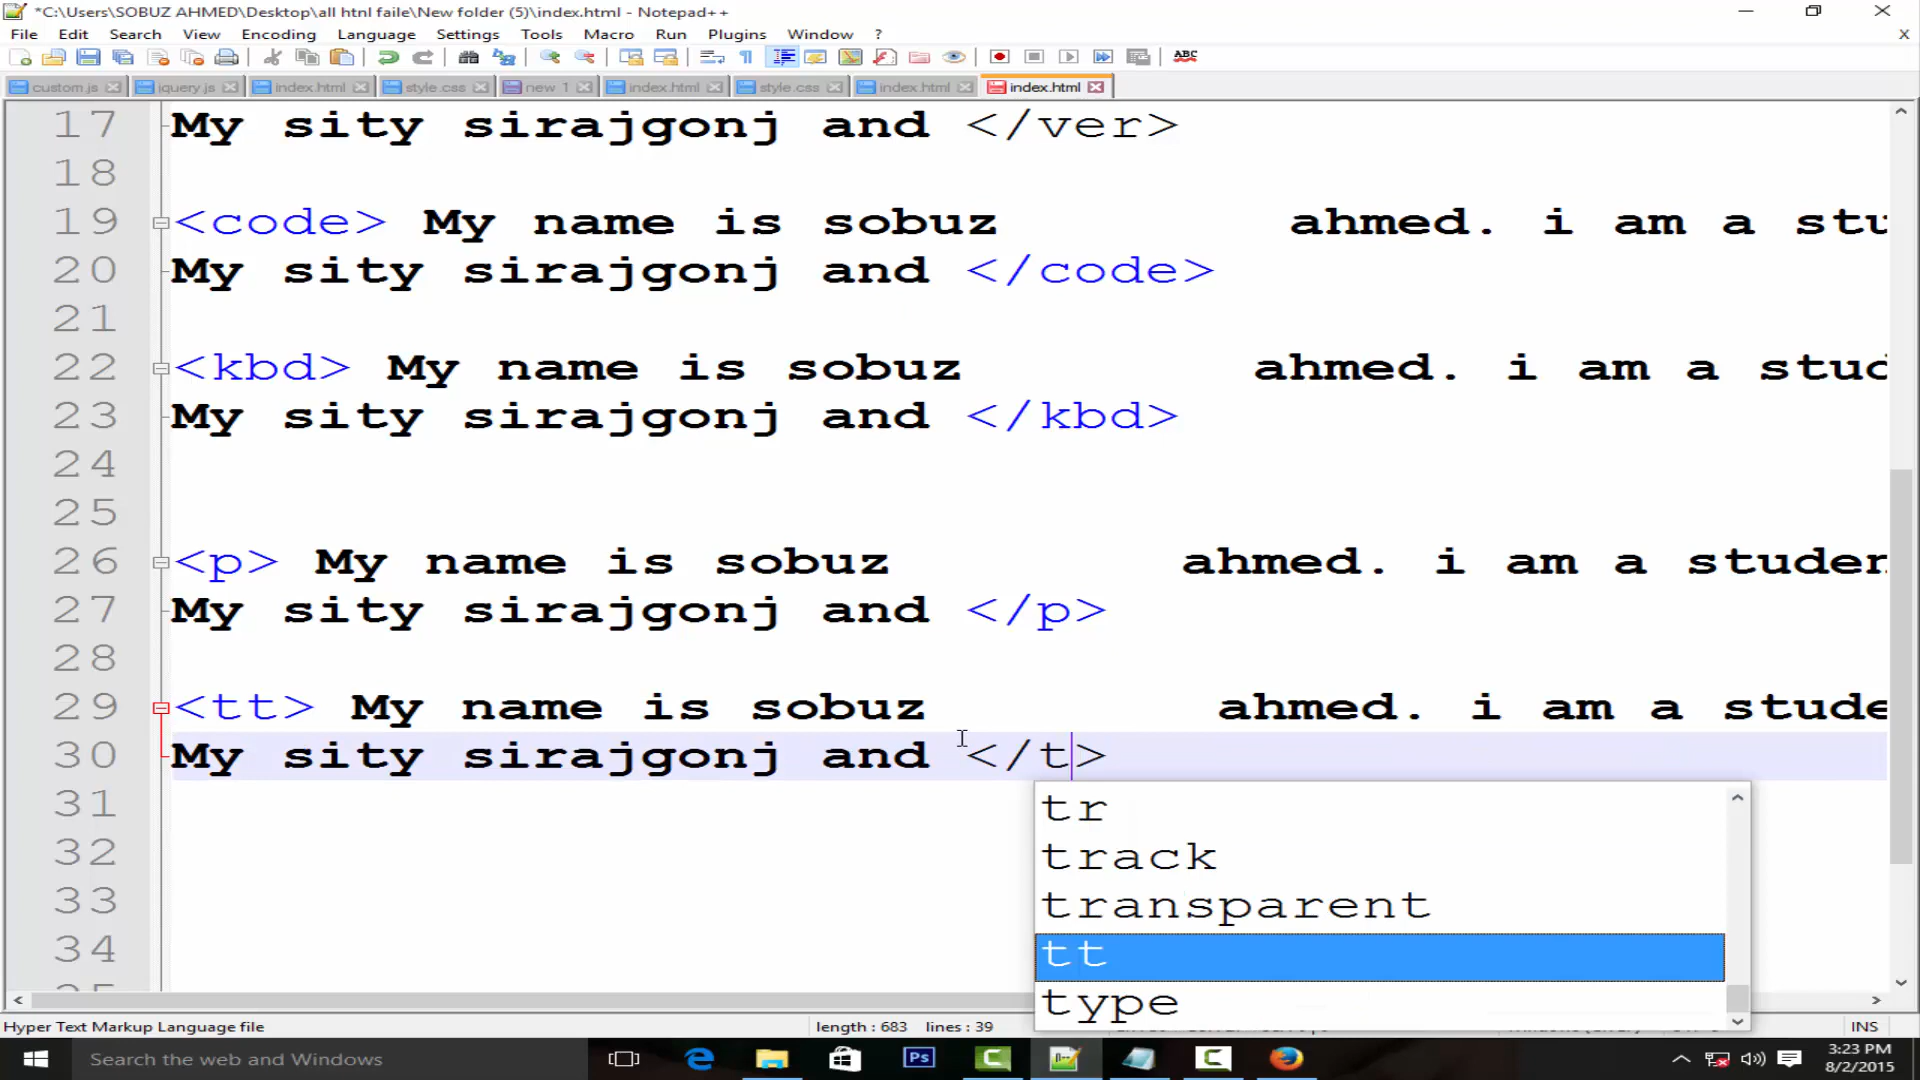 *C:\Users\SOBUZ AHMED\Desktop\all htnl faile\New folder (5)\index.html - Notepad++
File Edit Search View Encoding Language Settings Tools Macro Run Plugins Window ? X
ABC
custom.js jquery.js index.html style.css new 1 index.html style.css index.html index.html
17 My sity sirajgonj and </ver>
18
19 <code> My name is sobuz ahmed. i am a stu
20 My sity sirajgonj and </code>
21
22 <kbd> My name is sobuz ahmed. i am a stud
23 My sity sirajgonj and </kbd>
24
25
26 <p> My name is sobuz ahmed. i am a studen
27 My sity sirajgonj and </p>
28
29 <tt> My name is sobuz ahmed. i am a stude
30 My sity sirajgonj and </t>
31
tr
32
track
33
transparent
34
tt
type
Hyper Text Markup Language file length : 683 lines : 39 INS
Search the web and Windows
Ps
3:23 PM
8/2/2015